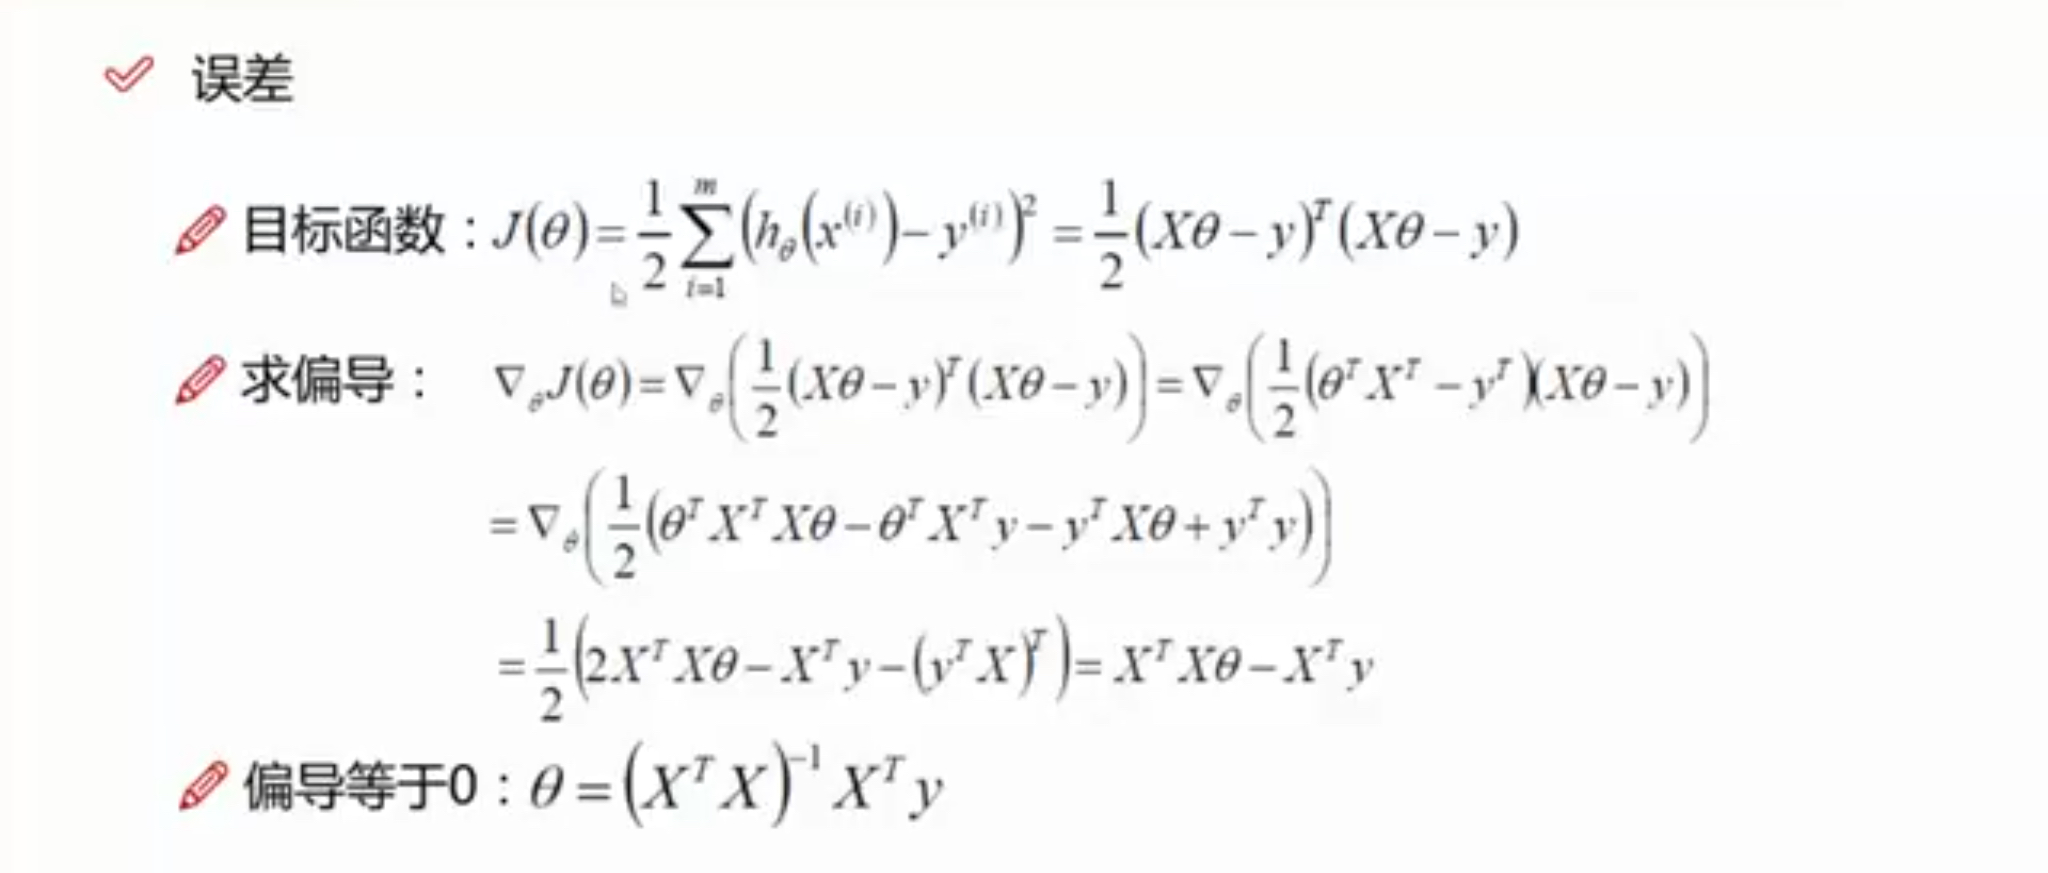 误差
目标函数：J(θ)=1/2 ∑_{i=1}^{m} (h_θ(x^{(i)})−y^{(i)})^2 = 1/2 (Xθ−y)^T (Xθ−y)
求偏导： ∇_θ J(θ)=∇_θ(1/2 (Xθ−y)^T (Xθ−y))=∇_θ(1/2 (θ^T X^T − y^T)(Xθ−y))
=∇_θ(1/2 (θ^T X^T Xθ−θ^T X^T y−y^T Xθ+y^T y))
=1/2 (2X^T Xθ−X^T y−(y^T X)^T)=X^T Xθ−X^T y
偏导等于0：θ=(X^T X)^{−1} X^T y